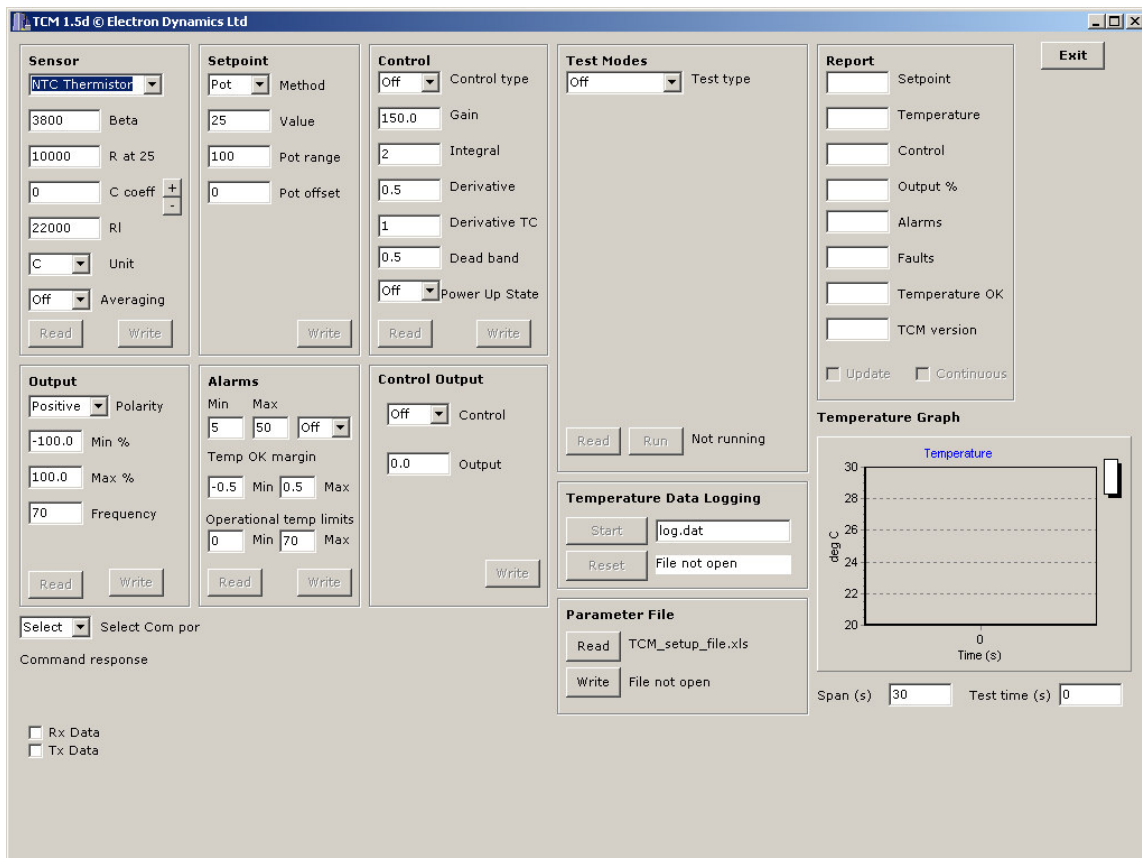 TCM 1.5d © Electron Dynamics Ltd
Sensor
NTC Thermistor
3800 Beta
10000 R at 25
0 C coeff + -
22000 Rl
C Unit
Off Averaging
Read Write
Setpoint
Pot Method
25 Value
100 Pot range
0 Pot offset
Write
Control
Off Control type
150.0 Gain
2 Integral
0.5 Derivative
1 Derivative TC
0.5 Dead band
Off Power Up State
Read Write
Test Modes
Off Test type
Read Run Not running
Report
Setpoint
Temperature
Control
Output %
Alarms
Faults
Temperature OK
TCM version
Update Continuous
Exit
Output
Positive Polarity
-100.0 Min %
100.0 Max %
70 Frequency
Read Write
Alarms
Min Max
5 50 Off
Temp OK margin
-0.5 Min 0.5 Max
Operational temp limits
0 Min 70 Max
Read Write
Control Output
Off Control
0.0 Output
Write
Temperature Data Logging
Start log.dat
Reset File not open
Parameter File
Read TCM_setup_file.xls
Write File not open
Temperature Graph
Temperature
30
28
26
24
22
20
deg C
0
Time (s)
Span (s) 30 Test time (s) 0
Select Select Com por
Command response
Rx Data
Tx Data